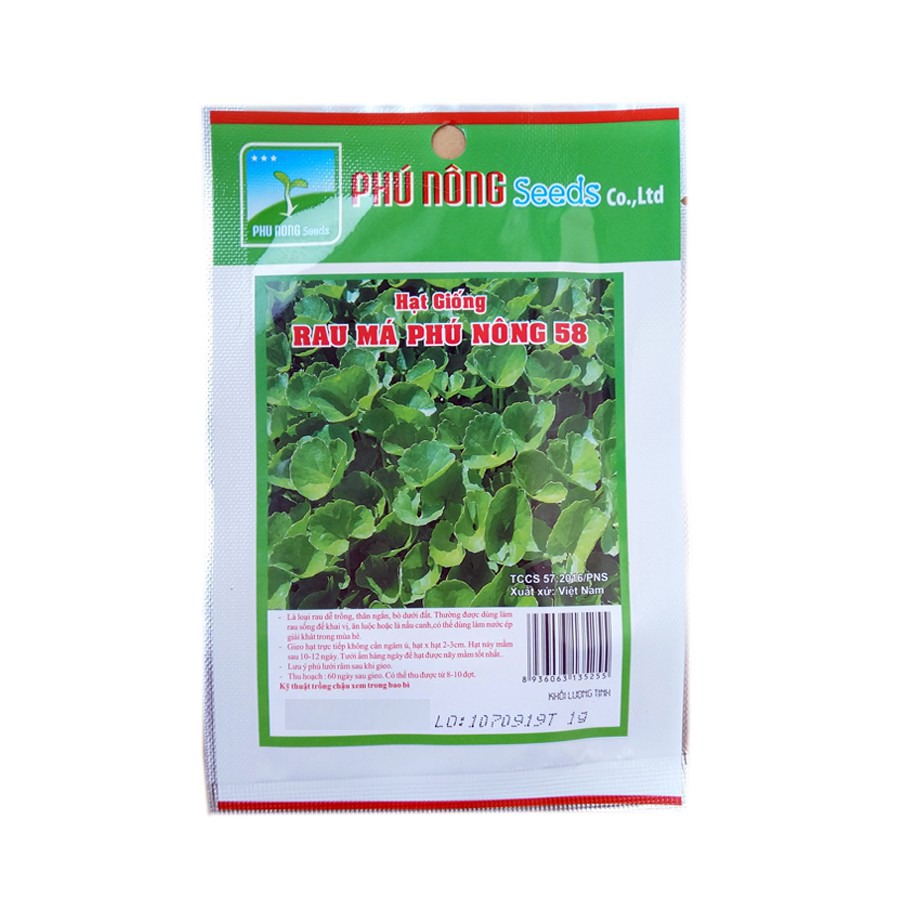 PHÚ NÔNG Seeds Co.,Ltd
PHU NONG Seeds
Hạt Giống
RAU MÁ PHÚ NÔNG 58
TCCS 57:2016/PNS
Xuất xứ: Việt Nam
- Là loại rau dễ trồng, thân ngắn, bò dưới đất. Thường được dùng làm
rau sống để khai vị, ăn luộc hoặc là nấu canh,có thể dùng làm nước ép
giải khát trong mùa hè.
- Gieo hạt trực tiếp không cần ngâm ủ, hạt x hạt 2-3cm. Hạt nảy mầm
sau 10-12 ngày. Tưới ẩm hàng ngày để hạt được nảy mầm tốt nhất..
- Lưu ý phủ lưới râm sau khi gieo.
- Thu hoạch : 60 ngày sau gieo. Có thể thu được từ 8-10 đợt.
Kỹ thuật trồng chậu xem trong bao bì
8 936063 135255
KHỐI LƯỢNG TỊNH
LO:1070919T 1g